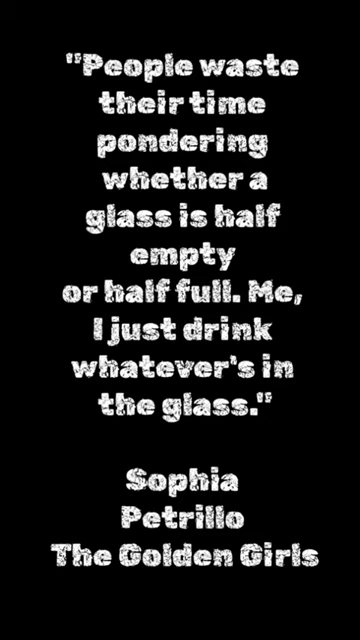 "People waste
their time
pondering
whether a
glass is half
empty
or half full. Me,
I just drink
whatever's in
the glass."
Sophia
Petrillo
The Golden Girls